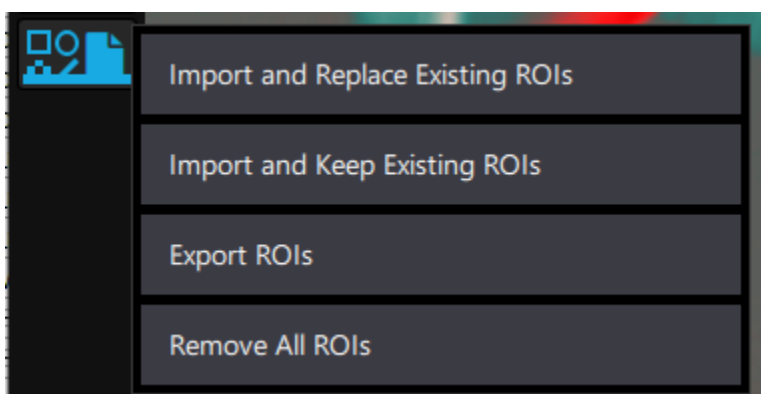 Import and Replace Existing ROIs
Import and Keep Existing ROIs
Export ROIs
Remove All ROIs